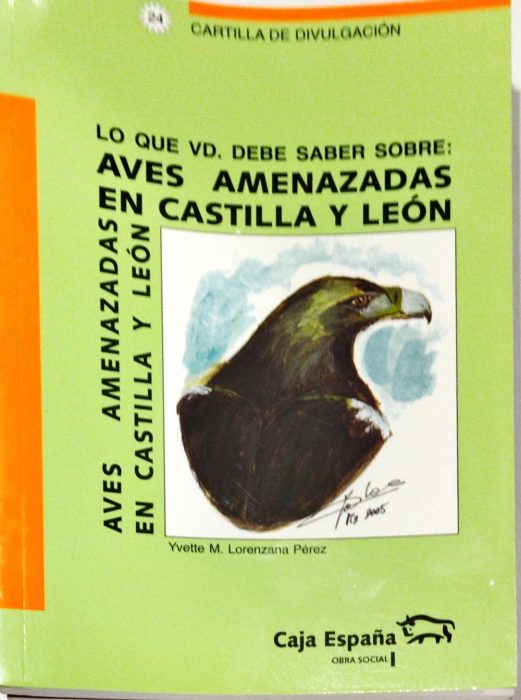 24
CARTILLA DE DIVULGACIÓN
LO QUE VD. DEBE SABER SOBRE:
AVES AMENAZADAS
EN CASTILLA Y LEÓN
AVES AMENAZADAS
EN CASTILLA Y LEÓN
2005
Yvette M. Lorenzana Pérez
Caja España
OBRA SOCIAL